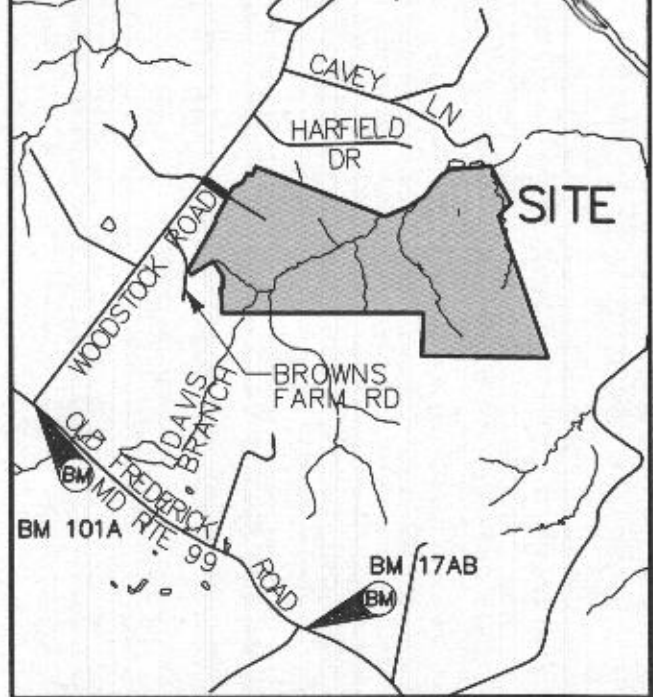 CAVEY
LN
HARFIELD
DR
SITE
WOODSTOCK ROAD
BROWNS
FARM RD
DAVIS
BRANCH
OLD FREDERICK ROAD
MD RTE 99
BM
BM 101A
BM 17AB
BM